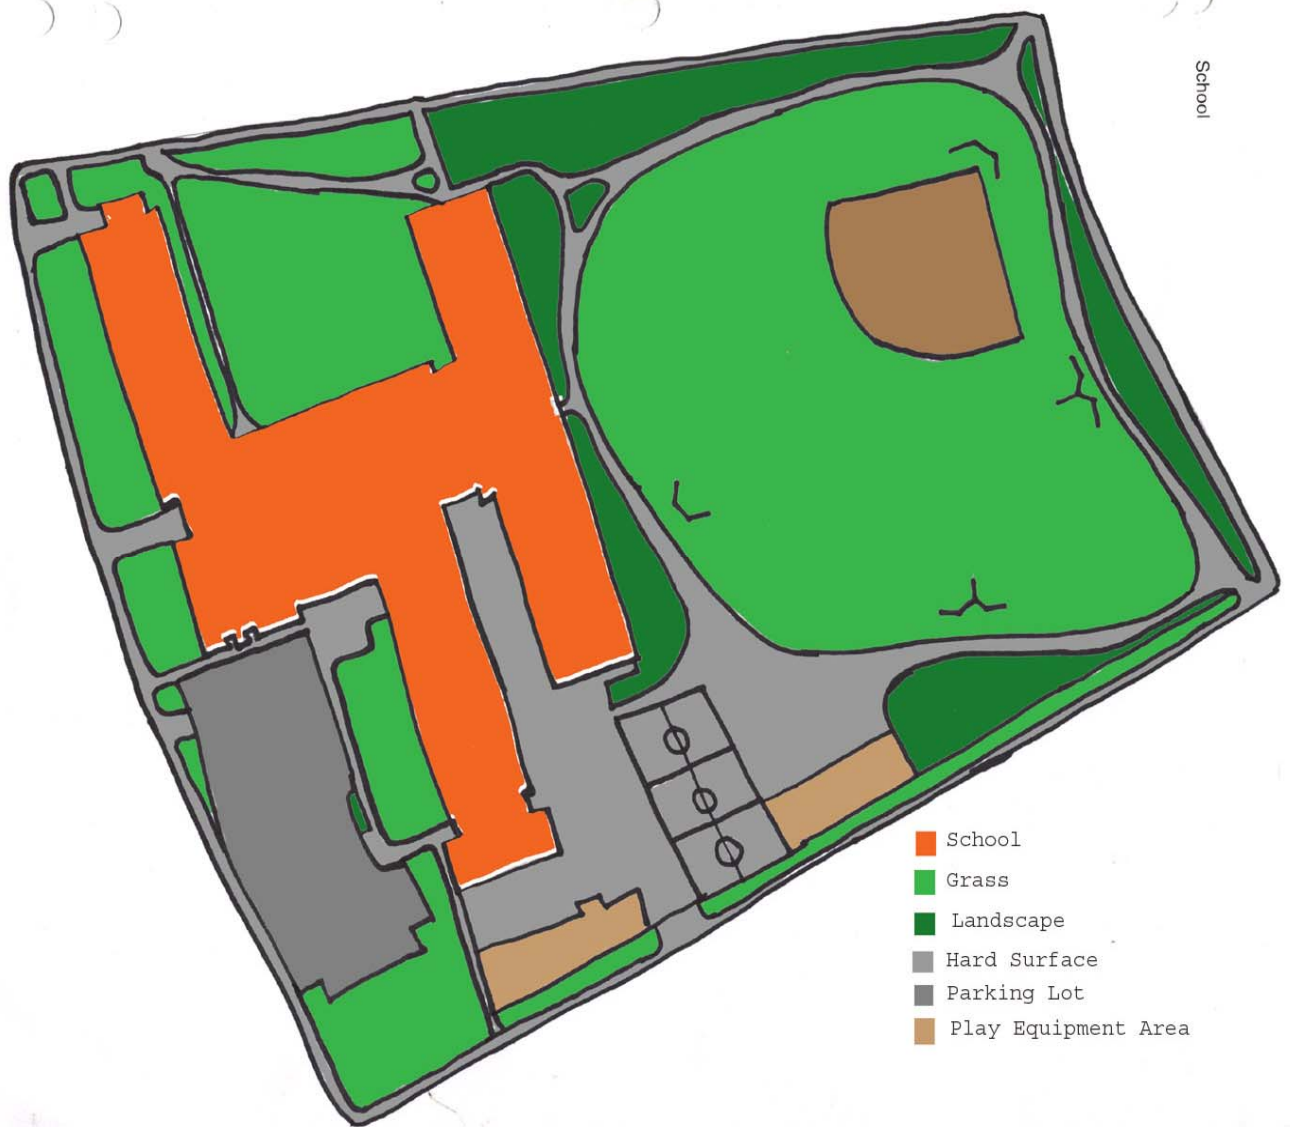 School
School
Grass
Landscape
Hard Surface
Parking Lot
Play Equipment Area